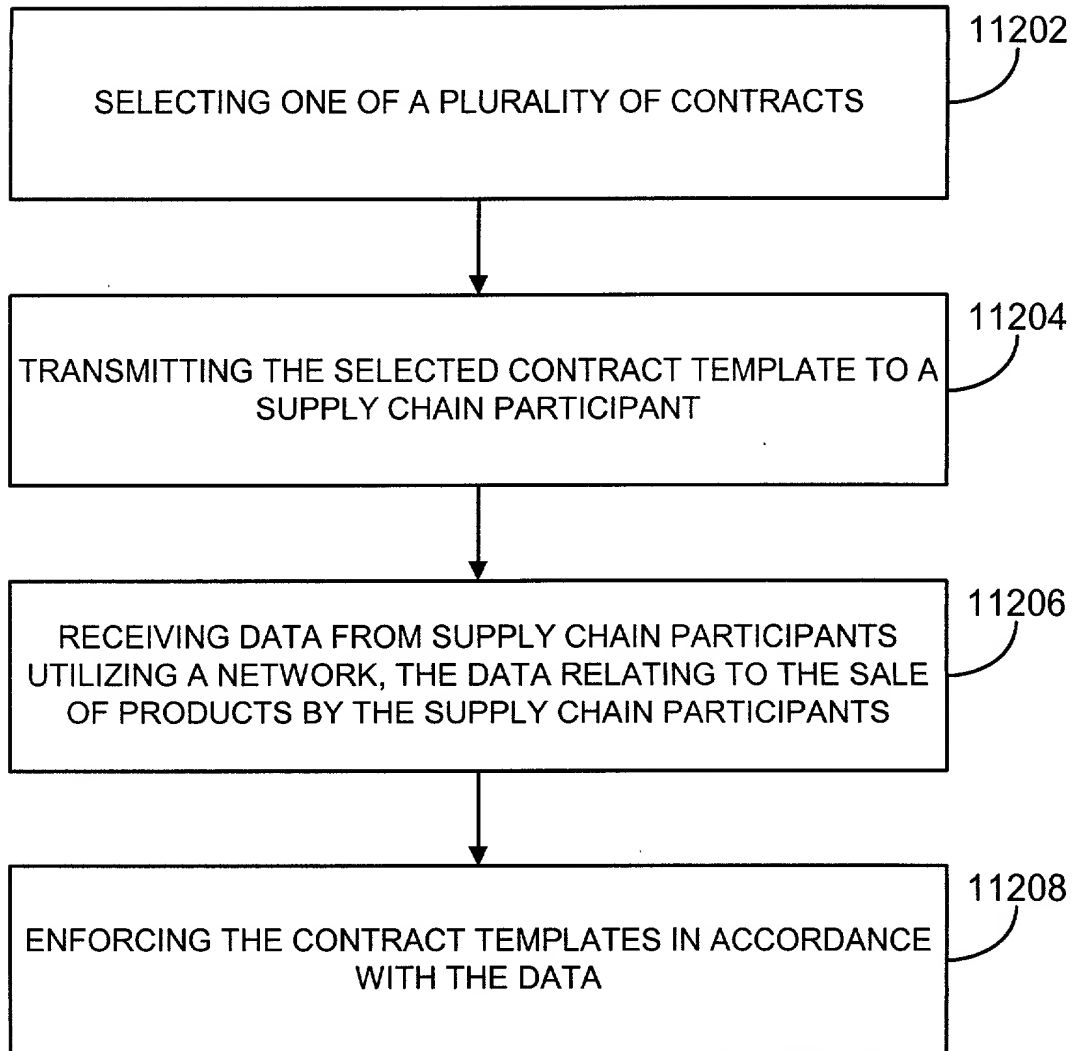 11202
SELECTING ONE OF A PLURALITY OF CONTRACTS
11204
TRANSMITTING THE SELECTED CONTRACT TEMPLATE TO A
SUPPLY CHAIN PARTICIPANT
11206
RECEIVING DATA FROM SUPPLY CHAIN PARTICIPANTS
UTILIZING A NETWORK, THE DATA RELATING TO THE SALE
OF PRODUCTS BY THE SUPPLY CHAIN PARTICIPANTS
11208
ENFORCING THE CONTRACT TEMPLATES IN ACCORDANCE
WITH THE DATA